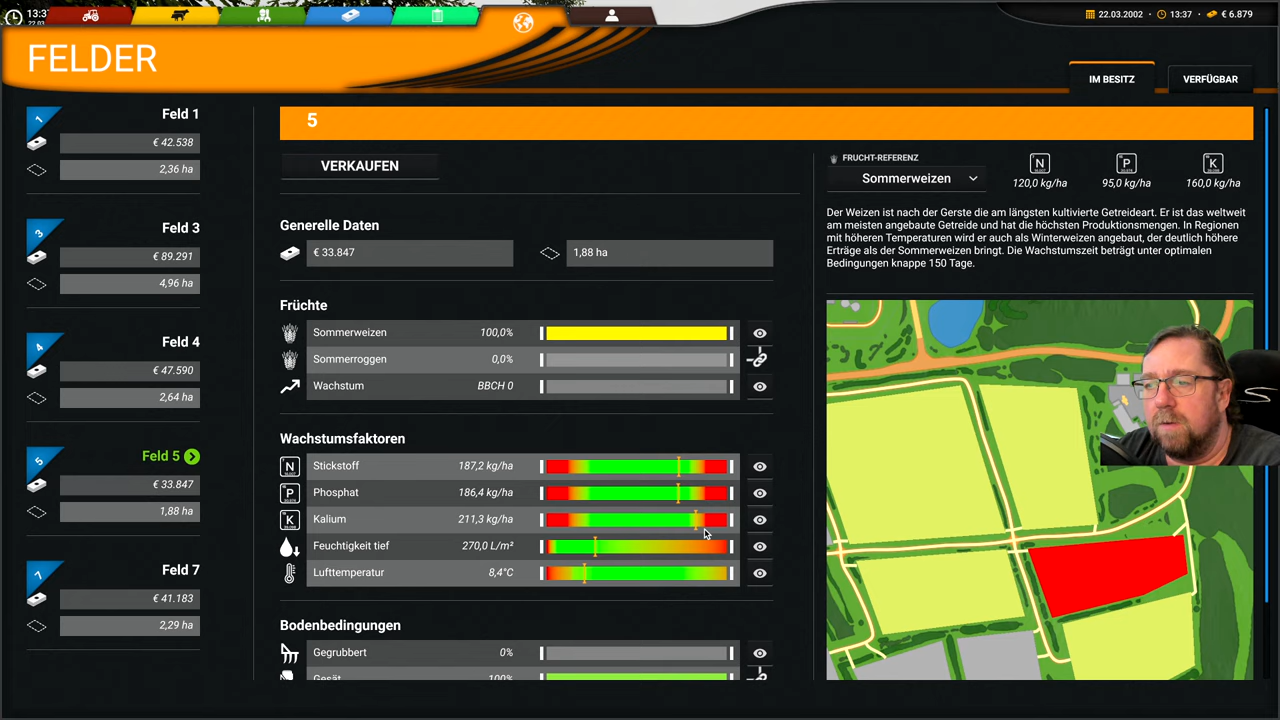 13:37
22.03
22.03.2002 · 13:37 · € 6.879
FELDER
IM BESITZ
VERFÜGBAR
1
Feld 1
€ 42.538
2,36 ha
3
Feld 3
€ 89.291
4,96 ha
4
Feld 4
€ 47.590
2,64 ha
5
Feld 5
€ 33.847
1,88 ha
7
Feld 7
€ 41.183
2,29 ha
5
VERKAUFEN
Generelle Daten
€ 33.847
1,88 ha
Früchte
Sommerweizen 100,0%
Sommerroggen 0,0%
Wachstum BBCH 0
Wachstumsfaktoren
N Stickstoff 187,2 kg/ha
P Phosphat 186,4 kg/ha
K Kalium 211,3 kg/ha
Feuchtigkeit tief 270,0 L/m²
Lufttemperatur 8,4°C
Bodenbedingungen
Gegrubbert 0%
Gesät 100%
FRUCHT-REFERENZ
Sommerweizen
N P K
120,0 kg/ha 95,0 kg/ha 160,0 kg/ha
Der Weizen ist nach der Gerste die am längsten kultivierte Getreideart. Er ist das weltweit
am meisten angebaute Getreide und hat die höchsten Produktionsmengen. In Regionen
mit höheren Temperaturen wird er auch als Winterweizen angebaut, der deutlich höhere
Erträge als der Sommerweizen bringt. Die Wachstumszeit beträgt unter optimalen
Bedingungen knappe 150 Tage.